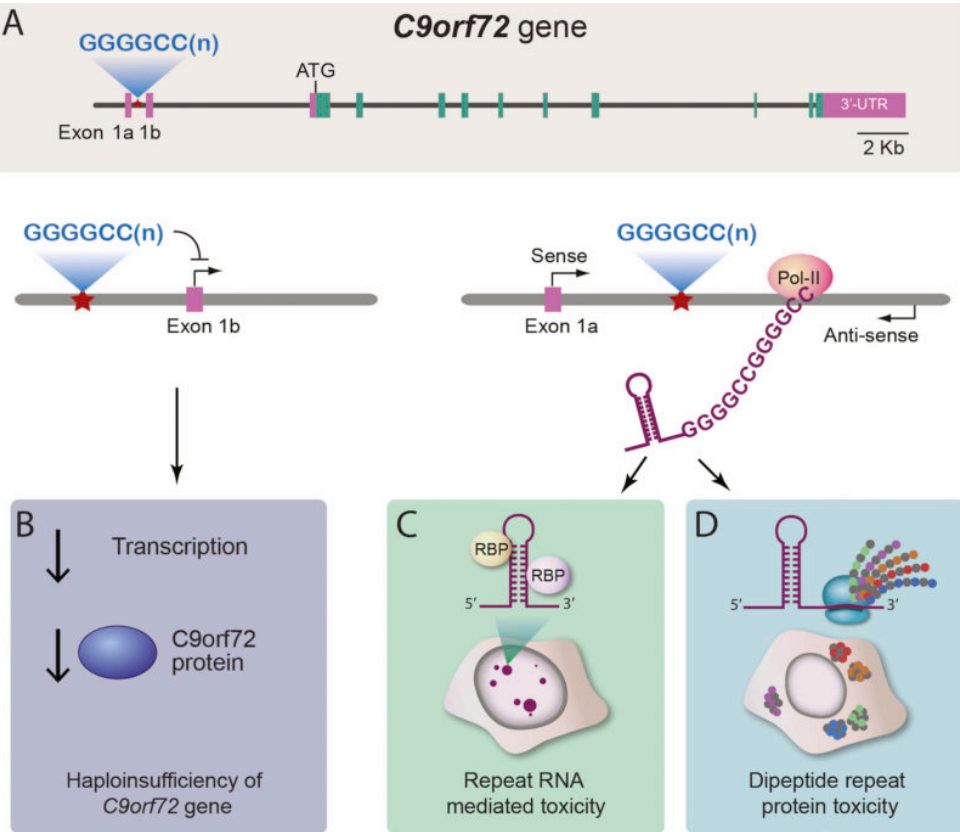 A
C9orf72 gene
GGGGCC(n)
ATG
3'-UTR
Exon 1a 1b
2 Kb
GGGGCC(n)
Exon 1b
GGGGCC(n)
Sense
Pol-II
Exon 1a
Anti-sense
GGGGCCGGGGCC
B
Transcription
C9orf72
protein
Haploinsufficiency of
C9orf72 gene
C
RBP
RBP
5'
3'
Repeat RNA
mediated toxicity
D
5'
3'
Dipeptide repeat
protein toxicity